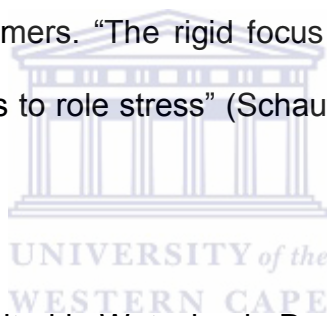 mers. “The rigid focus
s to role stress” (Schau
UNIVERSITY of the
WESTERN CAPE